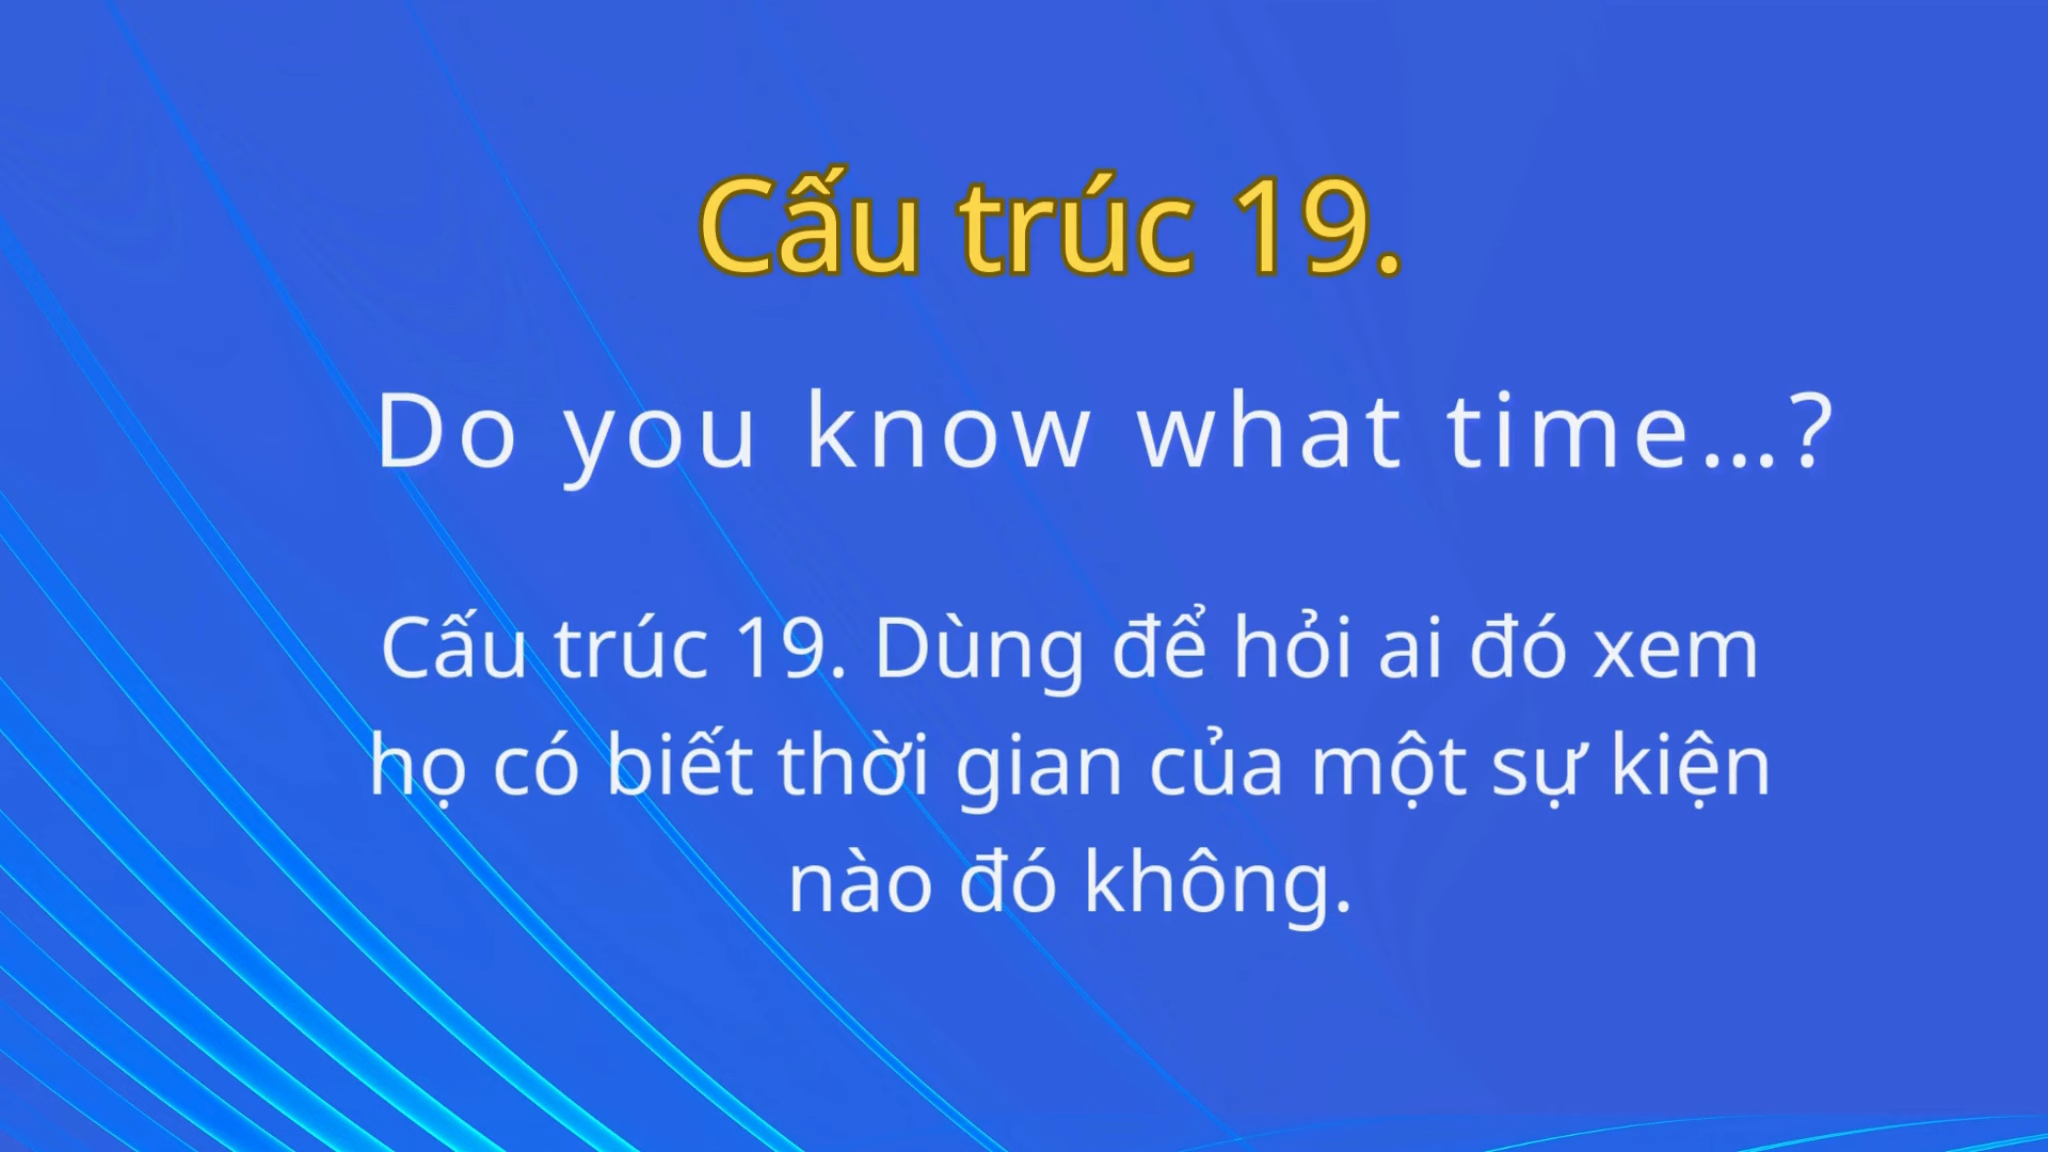 Cấu trúc 19.
Do you know what time...?
Cấu trúc 19. Dùng để hỏi ai đó xem
họ có biết thời gian của một sự kiện
nào đó không.